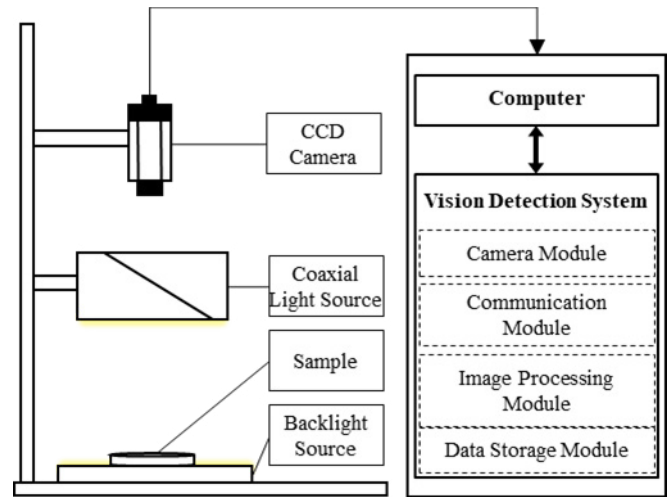 CCD
Camera
Coaxial
Light Source
Sample
Backlight
Source
Computer
Vision Detection System
Camera Module
Communication
Module
Image Processing
Module
Data Storage Module